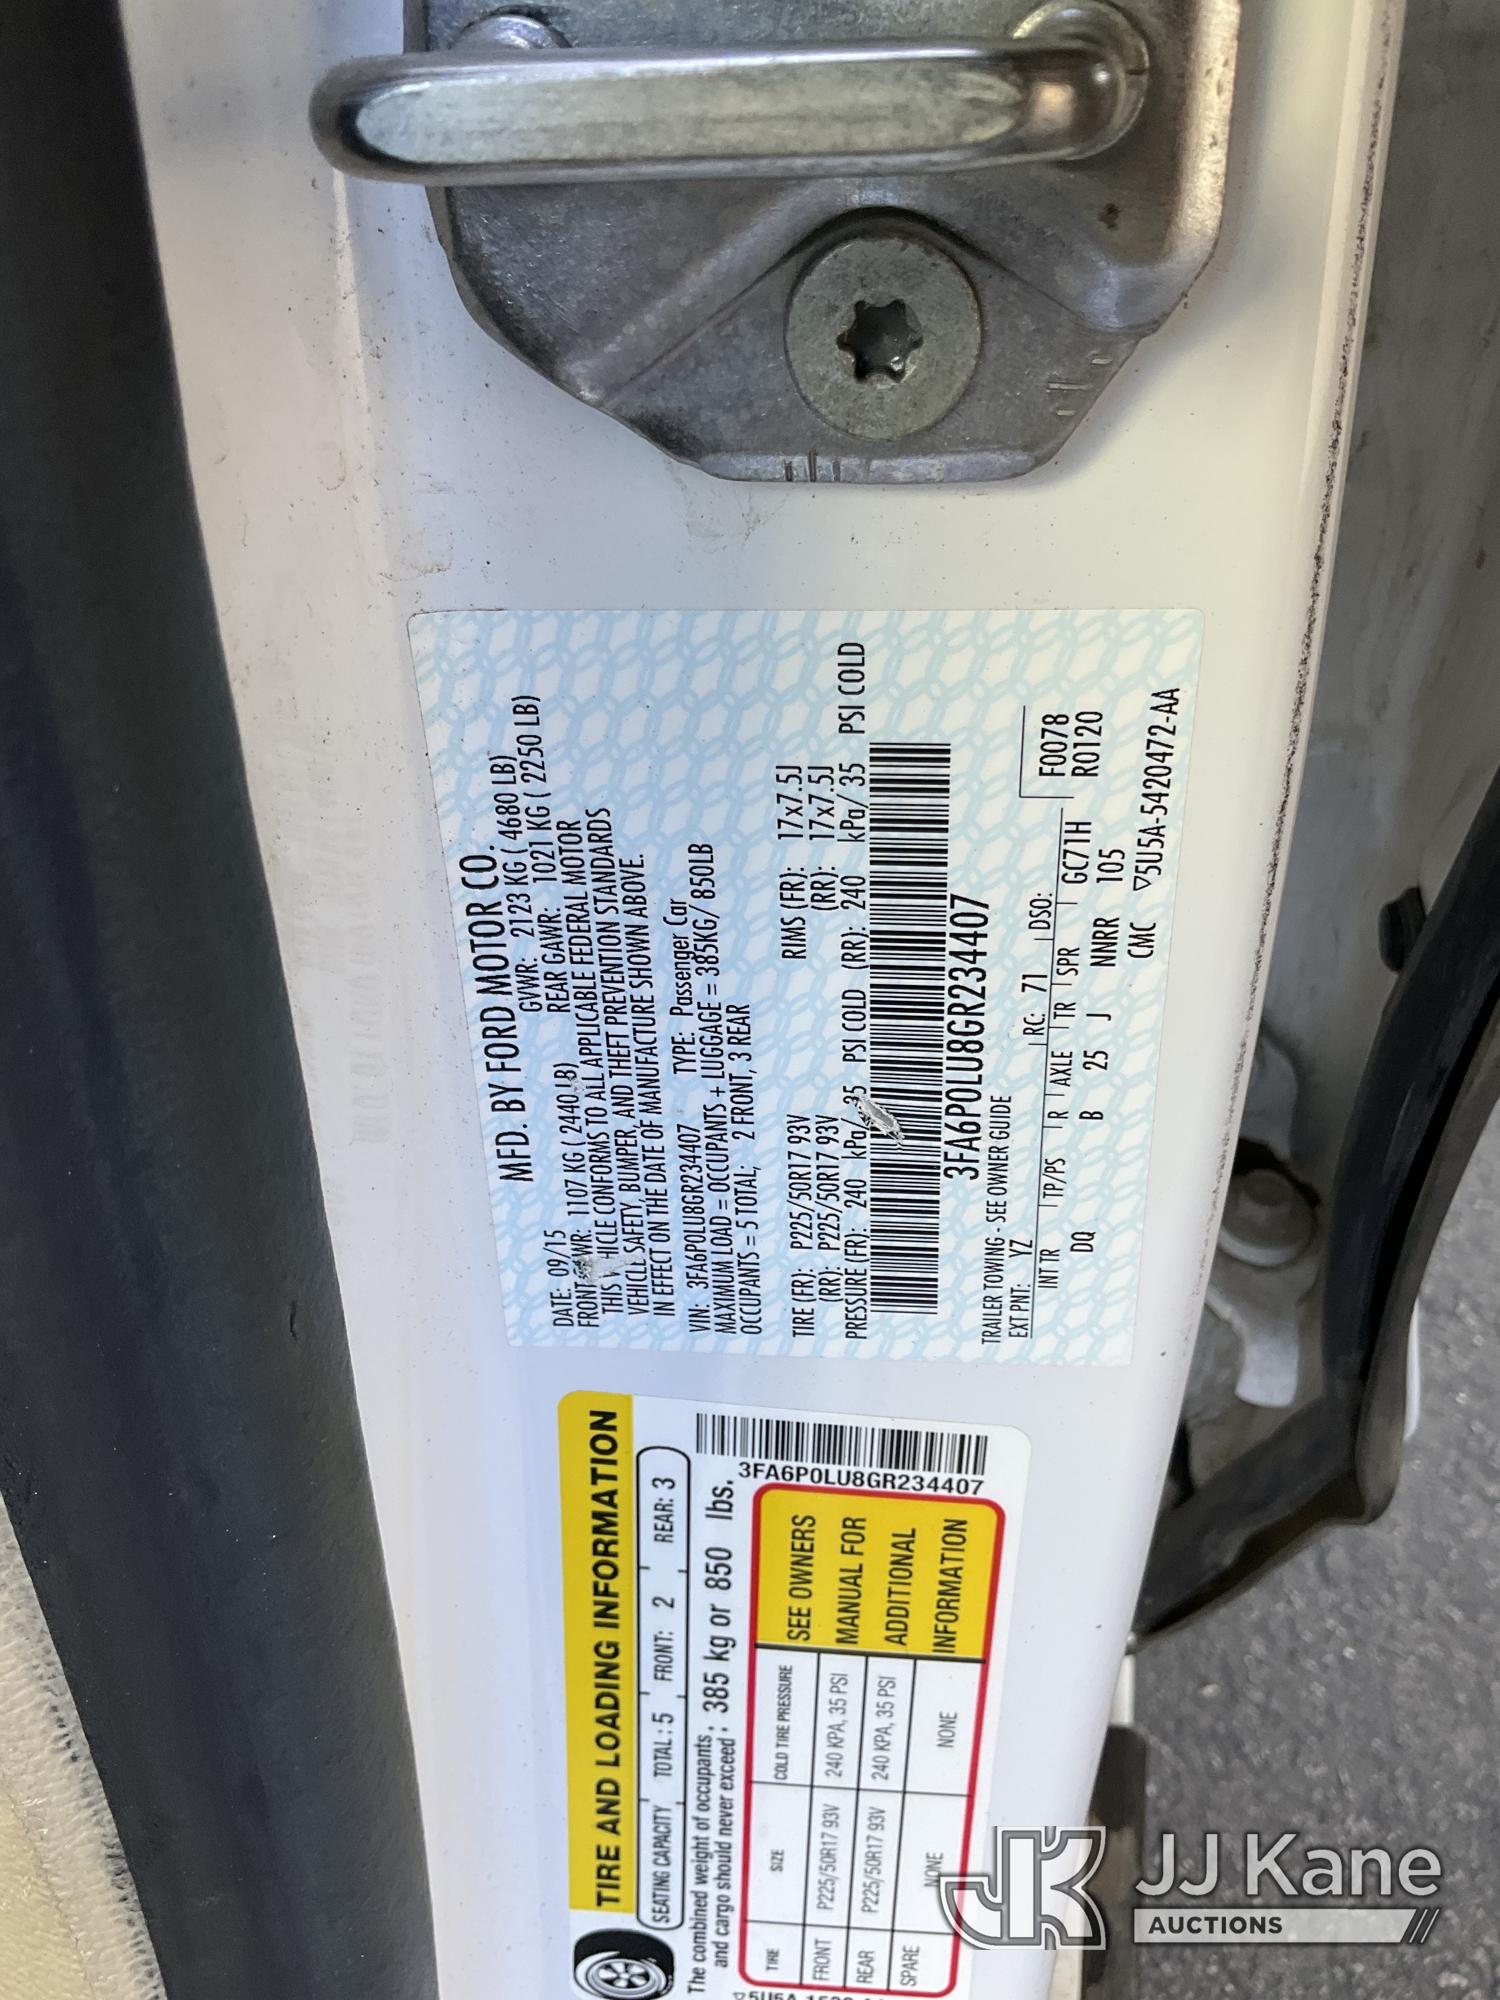 MFD. BY FORD MOTOR CO.
DATE: 09/15 GVWR: 2123 KG ( 4680 LB)
FRONT WR: 1107 KG ( 2440 LB) REAR GAWR: 1021 KG ( 2250 LB)
THIS V HICLE CONFORMS TO ALL APPLICABLE FEDERAL MOTOR
VEHICLE SAFETY, BUMPER, AND THEFT PREVENTION STANDARDS
IN EFFECT ON THE DATE OF MANUFACTURE SHOWN ABOVE.
VIN: 3FA6P0LU8GR234407 TYPE: Passenger Car
MAXIMUM LOAD = OCCUPANTS + LUGGAGE = 385KG/ 850LB
OCCUPANTS = 5 TOTAL; 2 FRONT, 3 REAR
TIRE (FR): P225/50R17 93V RIMS (FR): 17x7.5J
(RR): P225/50R17 93V (RR): 17x7.5J
PRESSURE (FR): 240 kPa/ 35 PSI COLD (RR): 240 kPa/ 35 PSI COLD
3FA6P0LU8GR234407
TRAILER TOWING - SEE OWNER GUIDE
EXT PNT: YZ RC: 71 DSO: F0078
INT TR TP/PS R AXLE TR SPR GC71H R0120
DQ B 25 J NNRR 105
CMC ▽5U5A-5420472-AA
TIRE AND LOADING INFORMATION
SEATING CAPACITY TOTAL : 5 FRONT: 2 REAR: 3
The combined weight of occupants
and cargo should never exceed : 385 kg or 850 lbs.
3FA6P0LU8GR234407
TIRE SIZE COLD TIRE PRESSURE
FRONT P225/50R17 93V 240 KPA, 35 PSI
REAR P225/50R17 93V 240 KPA, 35 PSI
SPARE NONE NONE
SEE OWNERS
MANUAL FOR
ADDITIONAL
INFORMATION
JK
JJ Kane
AUCTIONS